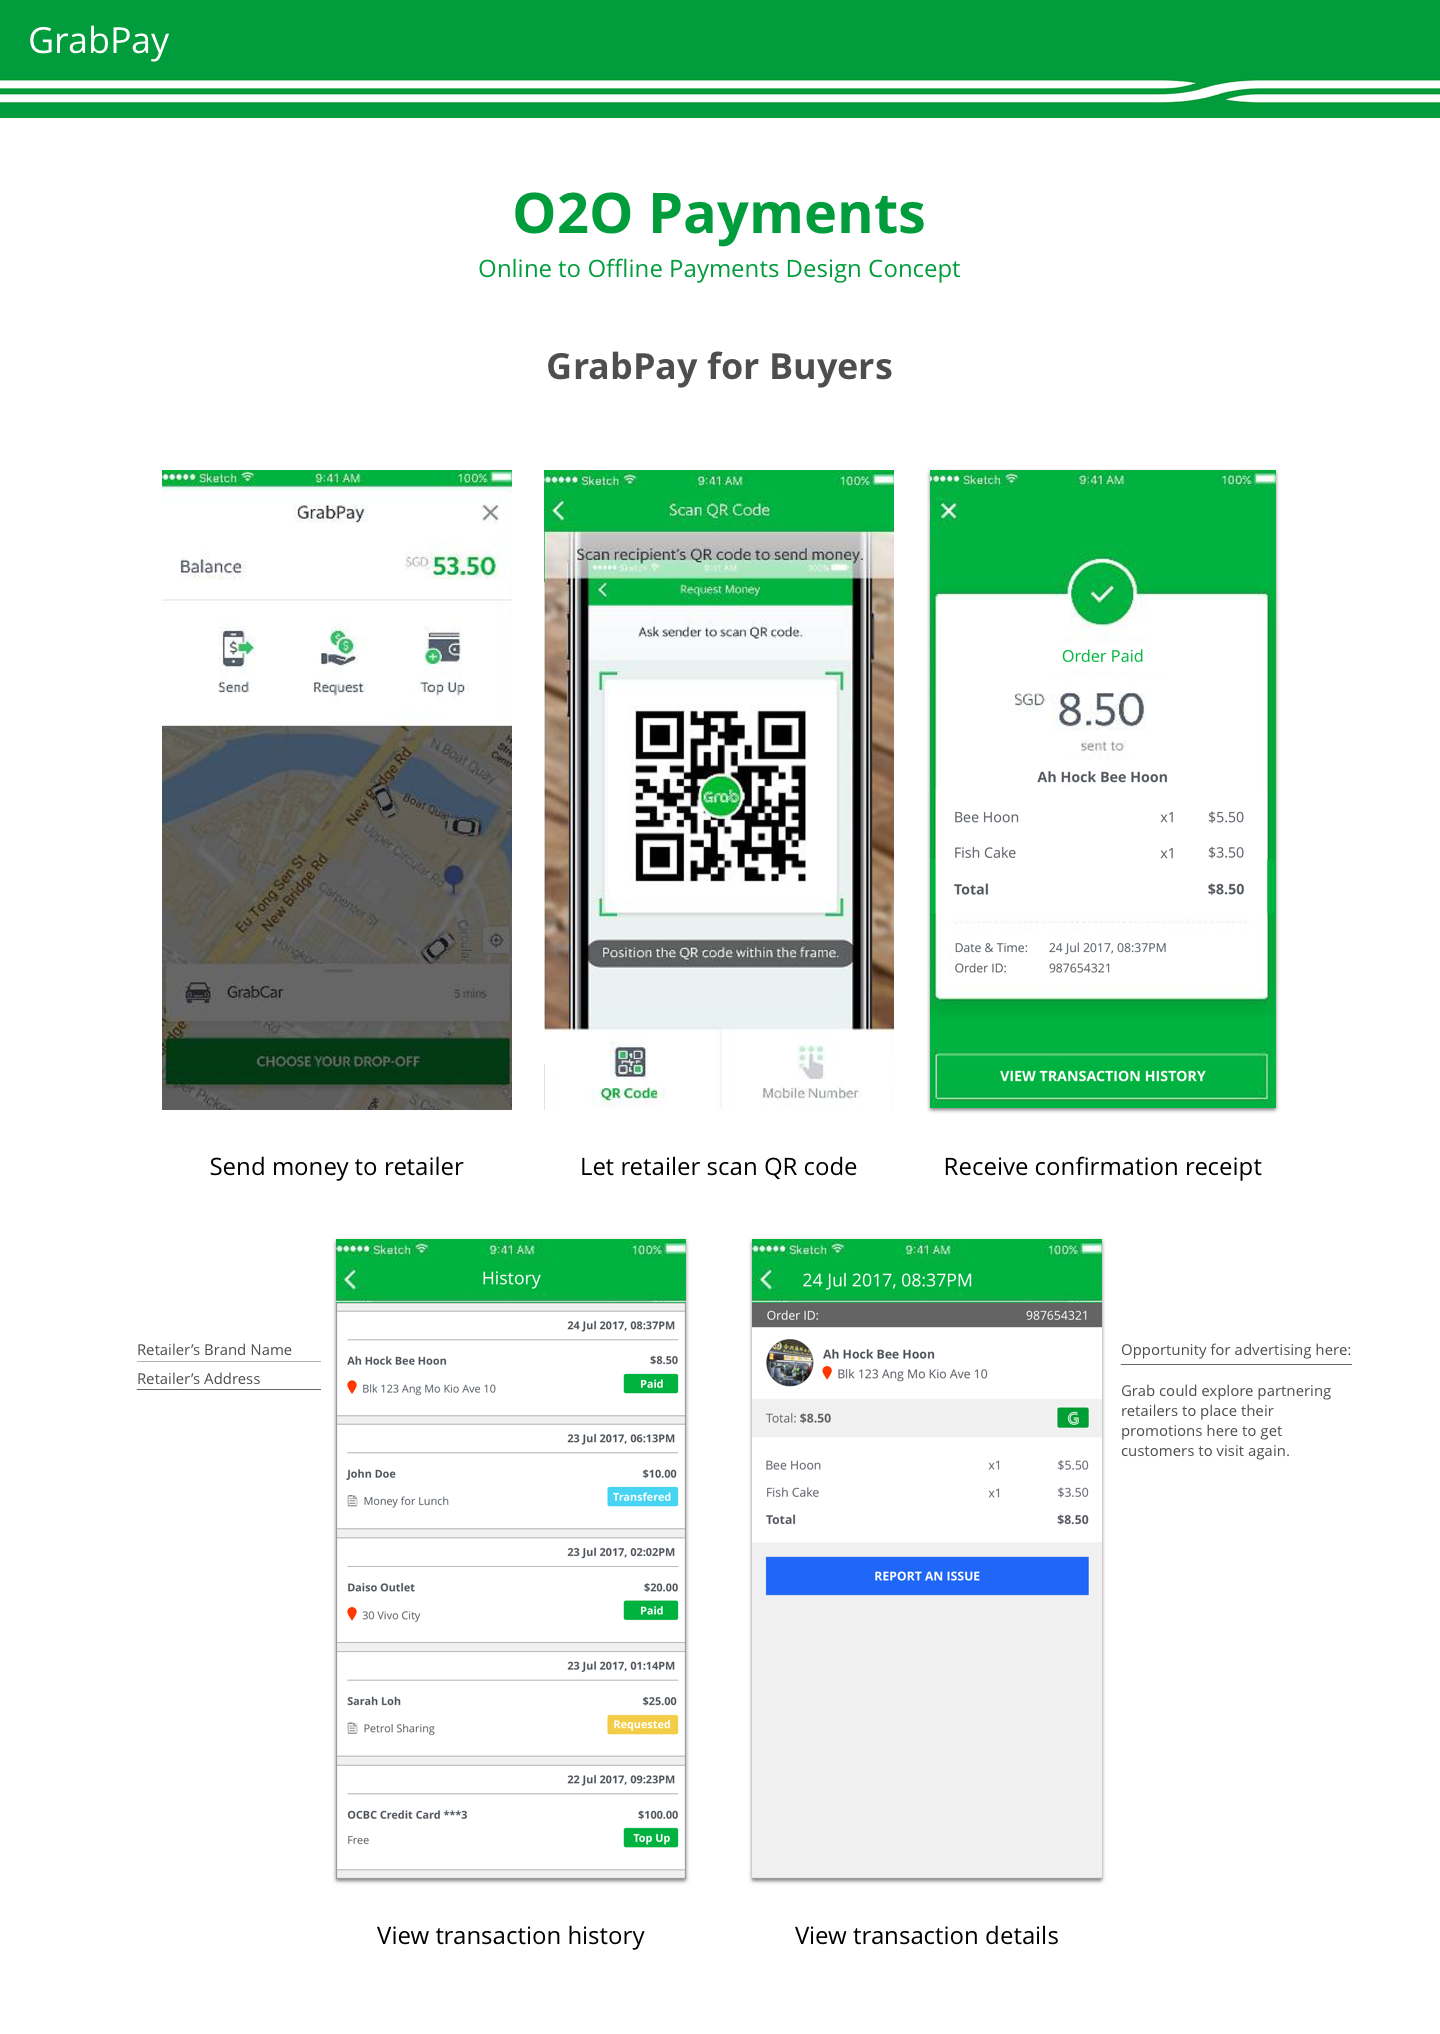 GrabPay
O2O Payments
Online to Offline Payments Design Concept
GrabPay for Buyers
Sketch 9:41 AM 100%
GrabPay
Balance SGD 53.50
Send Request Top Up
N Boat Quay
New Bridge Rd
Boat Quay
Upper Circular Rd
Eu Tong Sen St
New Bridge Rd
Carpenter St
Hongkong
Circular
GrabCar 5 mins
CHOOSE YOUR DROP-OFF
Send money to retailer
Sketch 9:41 AM 100%
Scan QR Code
Scan recipient's QR code to send money.
Request Money
Ask sender to scan QR code.
Grab
Position the QR code within the frame.
QR Code Mobile Number
Let retailer scan QR code
Sketch 9:41 AM 100%
Order Paid
SGD 8.50
sent to
Ah Hock Bee Hoon
Bee Hoon x1 $5.50
Fish Cake x1 $3.50
Total $8.50
Date & Time: 24 Jul 2017, 08:37PM
Order ID: 987654321
VIEW TRANSACTION HISTORY
Receive confirmation receipt
Retailer's Brand Name
Retailer's Address
Sketch 9:41 AM 100%
History
24 Jul 2017, 08:37PM
Ah Hock Bee Hoon $8.50
Blk 123 Ang Mo Kio Ave 10 Paid
23 Jul 2017, 06:13PM
John Doe $10.00
Money for Lunch Transfered
23 Jul 2017, 02:02PM
Daiso Outlet $20.00
30 Vivo City Paid
23 Jul 2017, 01:14PM
Sarah Loh $25.00
Petrol Sharing Requested
22 Jul 2017, 09:23PM
OCBC Credit Card ***3 $100.00
Free Top Up
View transaction history
Sketch 9:41 AM 100%
24 Jul 2017, 08:37PM
Order ID: 987654321
Ah Hock Bee Hoon
Blk 123 Ang Mo Kio Ave 10
Total: $8.50 G
Bee Hoon x1 $5.50
Fish Cake x1 $3.50
Total $8.50
REPORT AN ISSUE
View transaction details
Opportunity for advertising here:
Grab could explore partnering
retailers to place their
promotions here to get
customers to visit again.